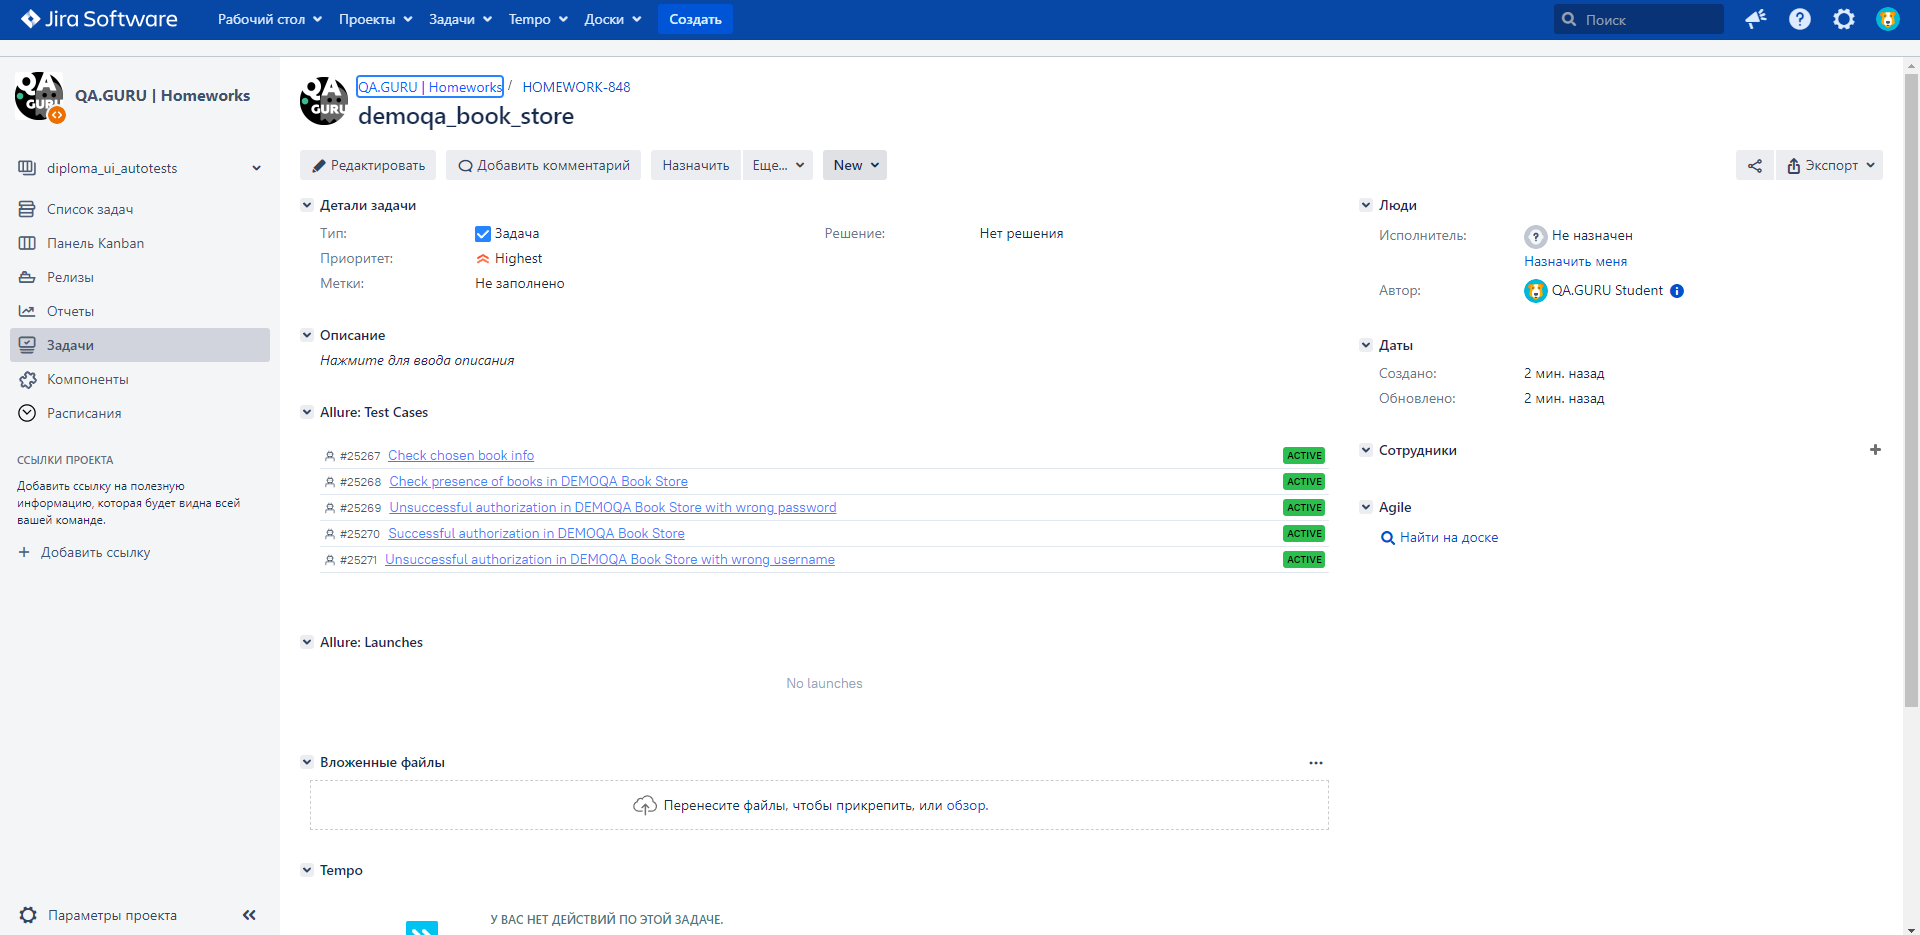 Jira Software
Рабочий стол Проекты Задачи Tempo Доски Создать Поиск
QA GURU
QA.GURU | Homeworks
diploma_ui_autotests
Список задач
Панель Kanban
Релизы
Отчеты
Задачи
Компоненты
Расписания
ССЫЛКИ ПРОЕКТА
Добавить ссылку на полезную
информацию, которая будет видна всей
вашей команде.
Добавить ссылку
Параметры проекта
QA GURU
QA.GURU | Homeworks / HOMEWORK-848
demoqa_book_store
Редактировать Добавить комментарий Назначить Еще... New Экспорт
Детали задачи
Тип: Задача Решение: Нет решения
Приоритет: Highest
Метки: Не заполнено
Описание
Нажмите для ввода описания
Allure: Test Cases
#25267 Check chosen book info ACTIVE
#25268 Check presence of books in DEMOQA Book Store ACTIVE
#25269 Unsuccessful authorization in DEMOQA Book Store with wrong password ACTIVE
#25270 Successful authorization in DEMOQA Book Store ACTIVE
#25271 Unsuccessful authorization in DEMOQA Book Store with wrong username ACTIVE
Allure: Launches
No launches
Вложенные файлы
Перенесите файлы, чтобы прикрепить, или обзор.
Tempo
У ВАС НЕТ ДЕЙСТВИЙ ПО ЭТОЙ ЗАДАЧЕ.
Люди
Исполнитель: Не назначен
Назначить меня
Автор: QA.GURU Student
Даты
Создано: 2 мин. назад
Обновлено: 2 мин. назад
Сотрудники
Agile
Найти на доске